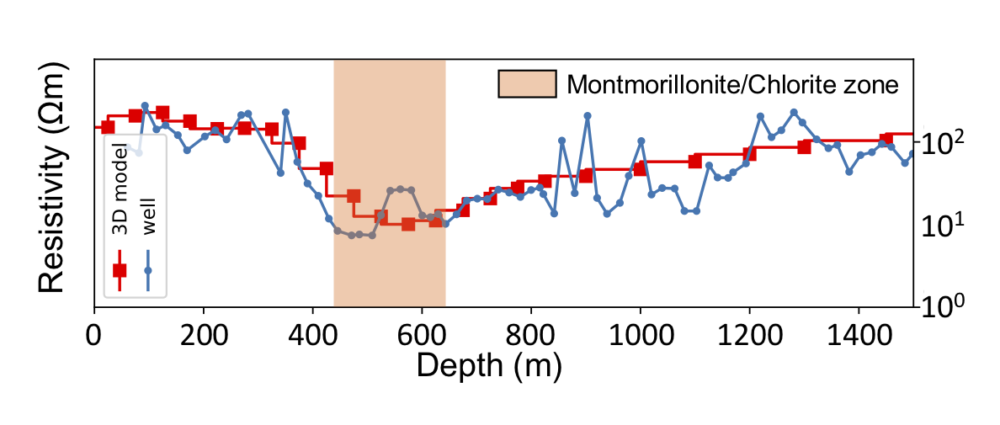 Resistivity (Ωm)
Montmorillonite/Chlorite zone
3D model
well
10²
10¹
10⁰
0 200 400 600 800 1000 1200 1400
Depth (m)